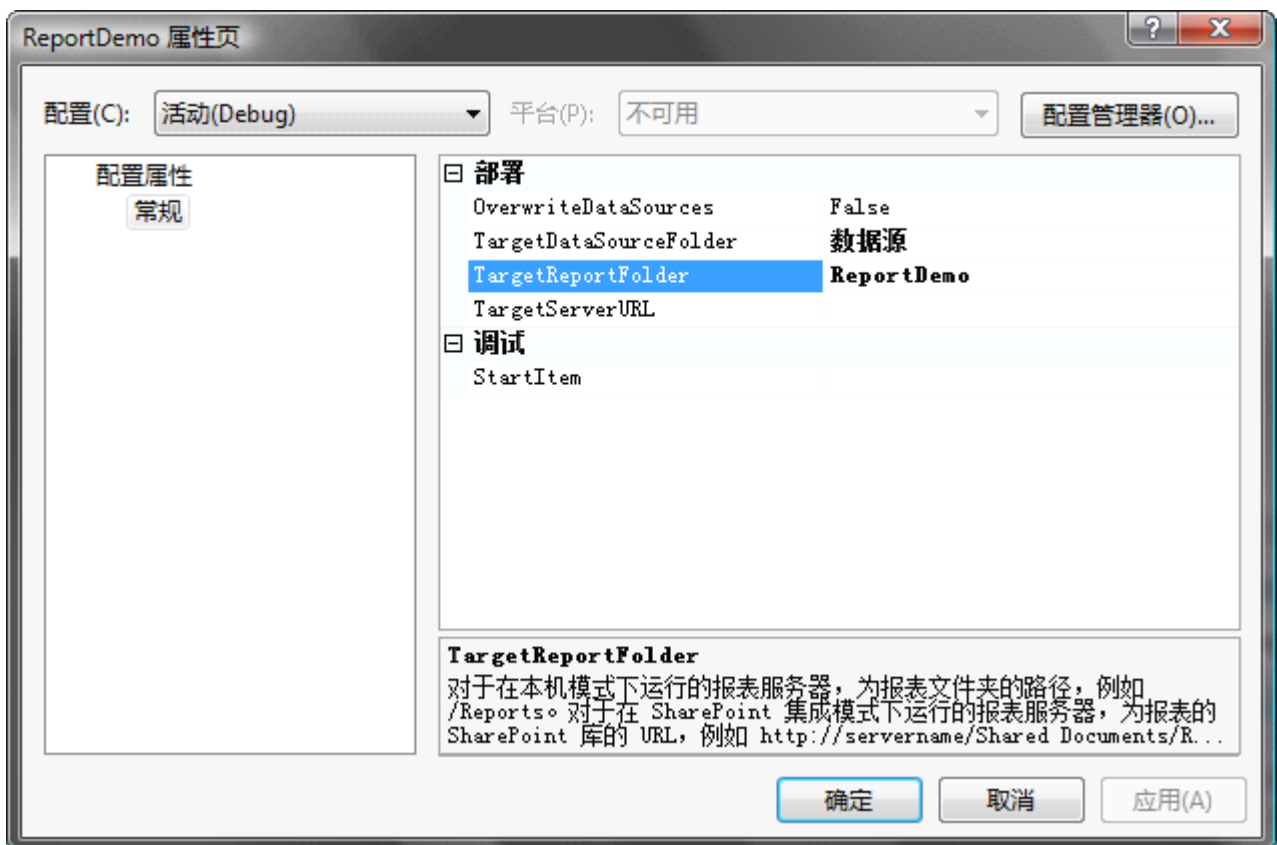 ReportDemo 属性页
配置(C): 活动(Debug) 平台(P): 不可用 配置管理器(O)...
配置属性
常规
部署
OverwriteDataSources False
TargetDataSourceFolder 数据源
TargetReportFolder ReportDemo
TargetServerURL
调试
StartItem
TargetReportFolder
对于在本机模式下运行的报表服务器，为报表文件夹的路径，例如
/Reports。对于在 SharePoint 集成模式下运行的报表服务器，为报表的
SharePoint 库的 URL，例如 http://servername/Shared Documents/R...
确定 取消 应用(A)